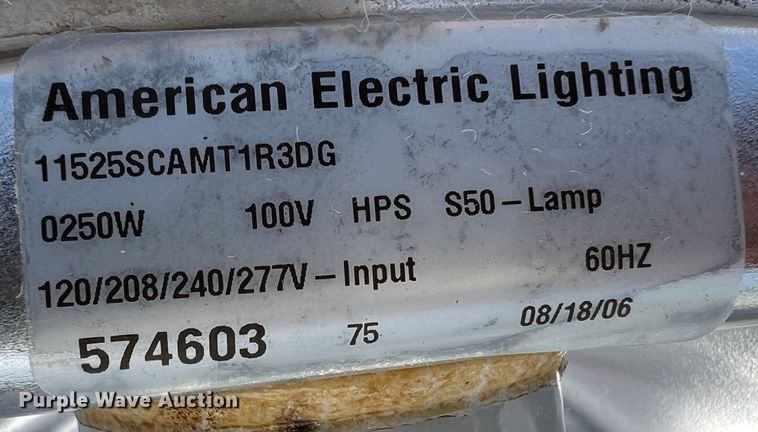 American Electric Lighting
11525SCAMT1R3DG
0250W 100V HPS S50-Lamp
120/208/240/277V-Input 60HZ
574603 75 08/18/06
Purple Wave Auction